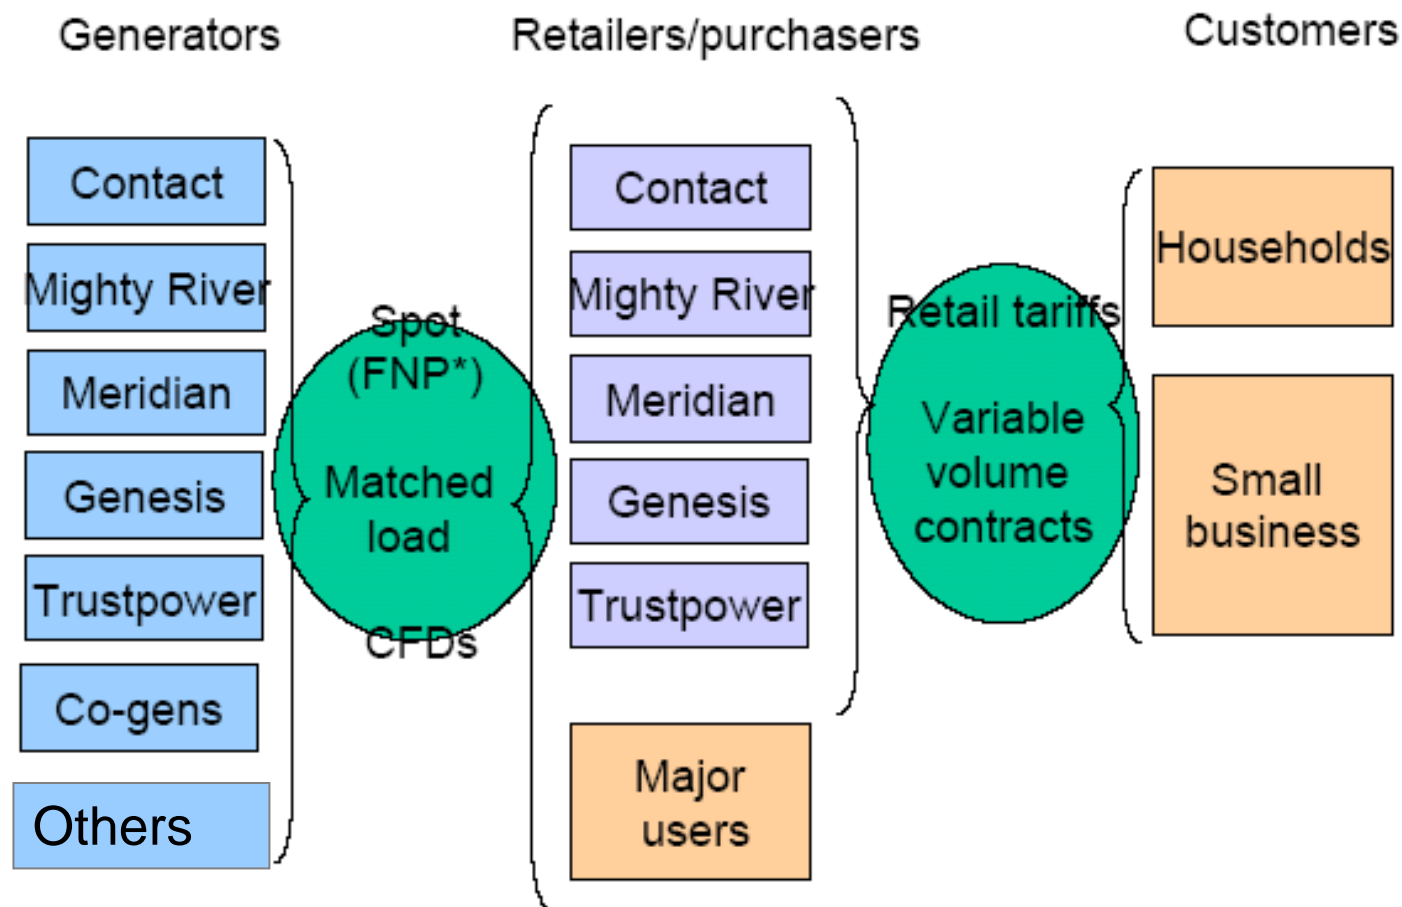 Generators
Retailers/purchasers
Customers
Contact
Mighty River
Meridian
Genesis
Trustpower
Co-gens
Others
Spot
(FNP*)
Matched
load
CFDs
Contact
Mighty River
Meridian
Genesis
Trustpower
Major
users
Retail tariffs
Variable
volume
contracts
Households
Small
business